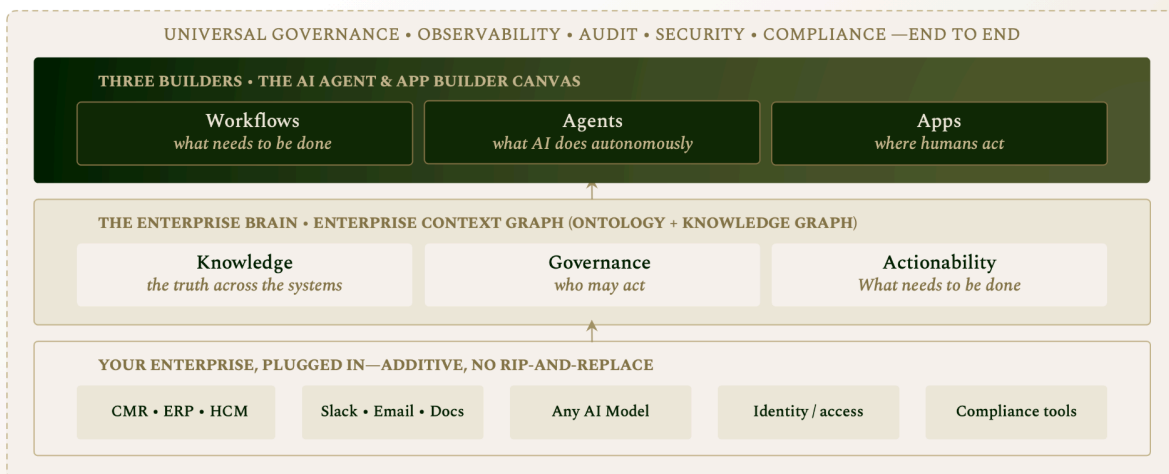 UNIVERSAL GOVERNANCE • OBSERVABILITY • AUDIT • SECURITY • COMPLIANCE —END TO END
THREE BUILDERS • THE AI AGENT & APP BUILDER CANVAS
Workflows
what needs to be done
Agents
what AI does autonomously
Apps
where humans act
THE ENTERPRISE BRAIN • ENTERPRISE CONTEXT GRAPH (ONTOLOGY + KNOWLEDGE GRAPH)
Knowledge
the truth across the systems
Governance
who may act
Actionability
What needs to be done
YOUR ENTERPRISE, PLUGGED IN—ADDITIVE, NO RIP-AND-REPLACE
CMR • ERP • HCM
Slack • Email • Docs
Any AI Model
Identity / access
Compliance tools